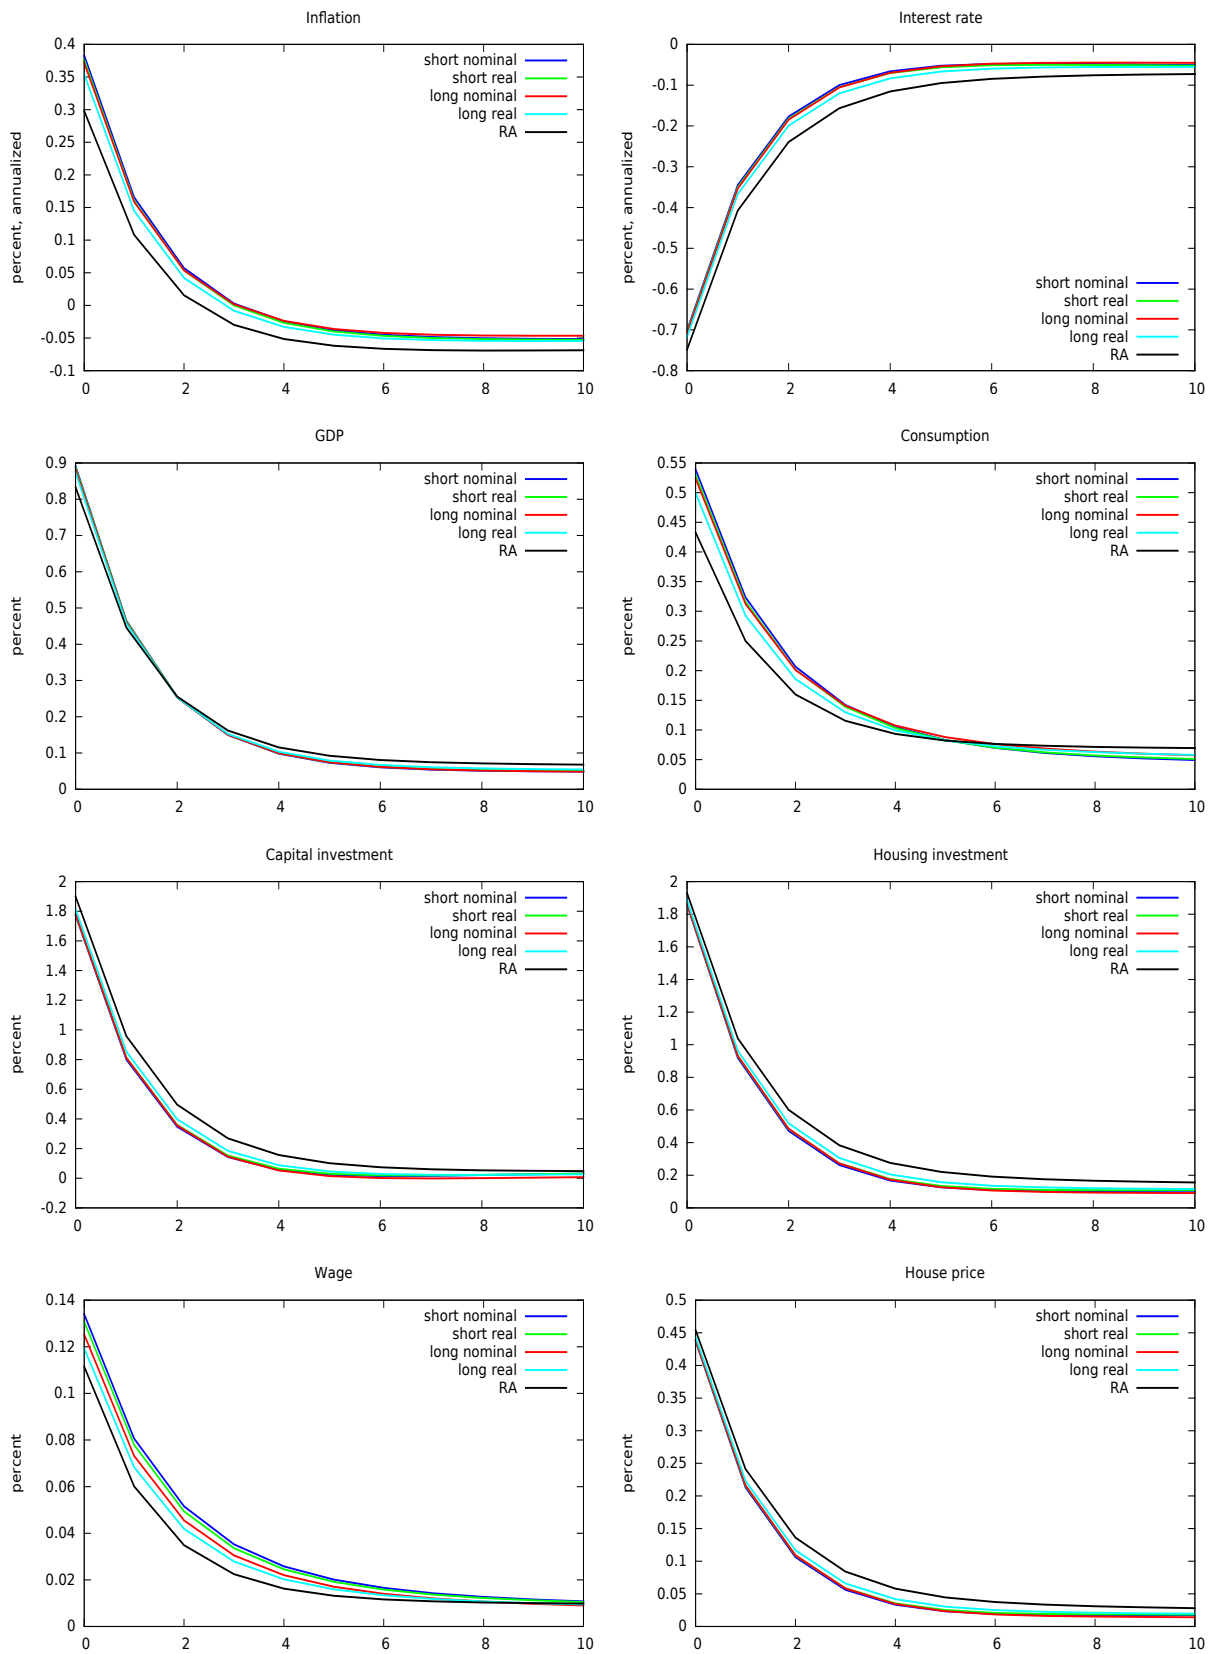 Inflation
percent, annualized
0.4
0.35
0.3
0.25
0.2
0.15
0.1
0.05
0
-0.05
-0.1
short nominal
short real
long nominal
long real
RA
0 2 4 6 8 10
Interest rate
percent, annualized
0
-0.1
-0.2
-0.3
-0.4
-0.5
-0.6
-0.7
-0.8
short nominal
short real
long nominal
long real
RA
0 2 4 6 8 10
GDP
percent
0.9
0.8
0.7
0.6
0.5
0.4
0.3
0.2
0.1
0
short nominal
short real
long nominal
long real
RA
0 2 4 6 8 10
Consumption
percent
0.55
0.5
0.45
0.4
0.35
0.3
0.25
0.2
0.15
0.1
0.05
0
short nominal
short real
long nominal
long real
RA
0 2 4 6 8 10
Capital investment
percent
2
1.8
1.6
1.4
1.2
1
0.8
0.6
0.4
0.2
0
-0.2
short nominal
short real
long nominal
long real
RA
0 2 4 6 8 10
Housing investment
percent
2
1.8
1.6
1.4
1.2
1
0.8
0.6
0.4
0.2
0
short nominal
short real
long nominal
long real
RA
0 2 4 6 8 10
Wage
percent
0.14
0.12
0.1
0.08
0.06
0.04
0.02
0
short nominal
short real
long nominal
long real
RA
0 2 4 6 8 10
House price
percent
0.5
0.45
0.4
0.35
0.3
0.25
0.2
0.15
0.1
0.05
0
short nominal
short real
long nominal
long real
RA
0 2 4 6 8 10